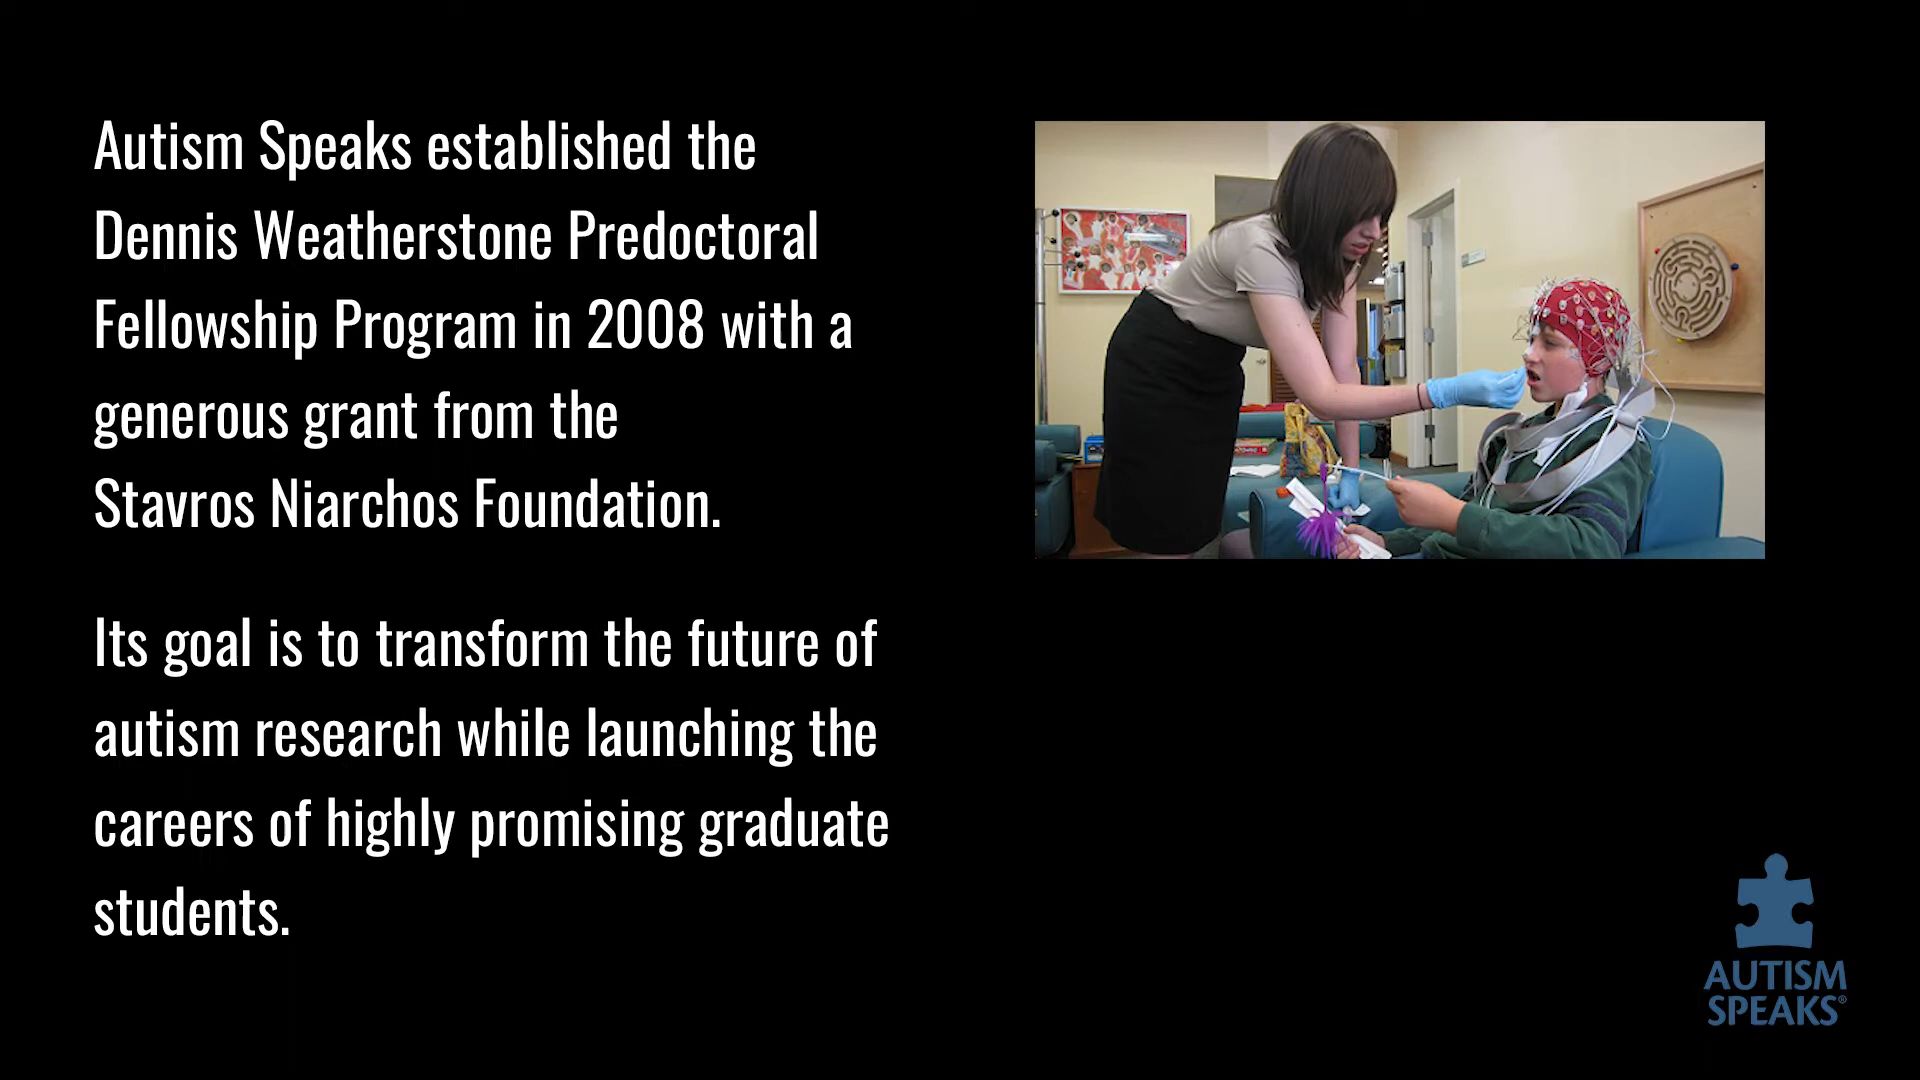 Autism Speaks established the
Dennis Weatherstone Predoctoral
Fellowship Program in 2008 with a
generous grant from the
Stavros Niarchos Foundation.
Its goal is to transform the future of
autism research while launching the
careers of highly promising graduate
students.
AUTISM
SPEAKS®